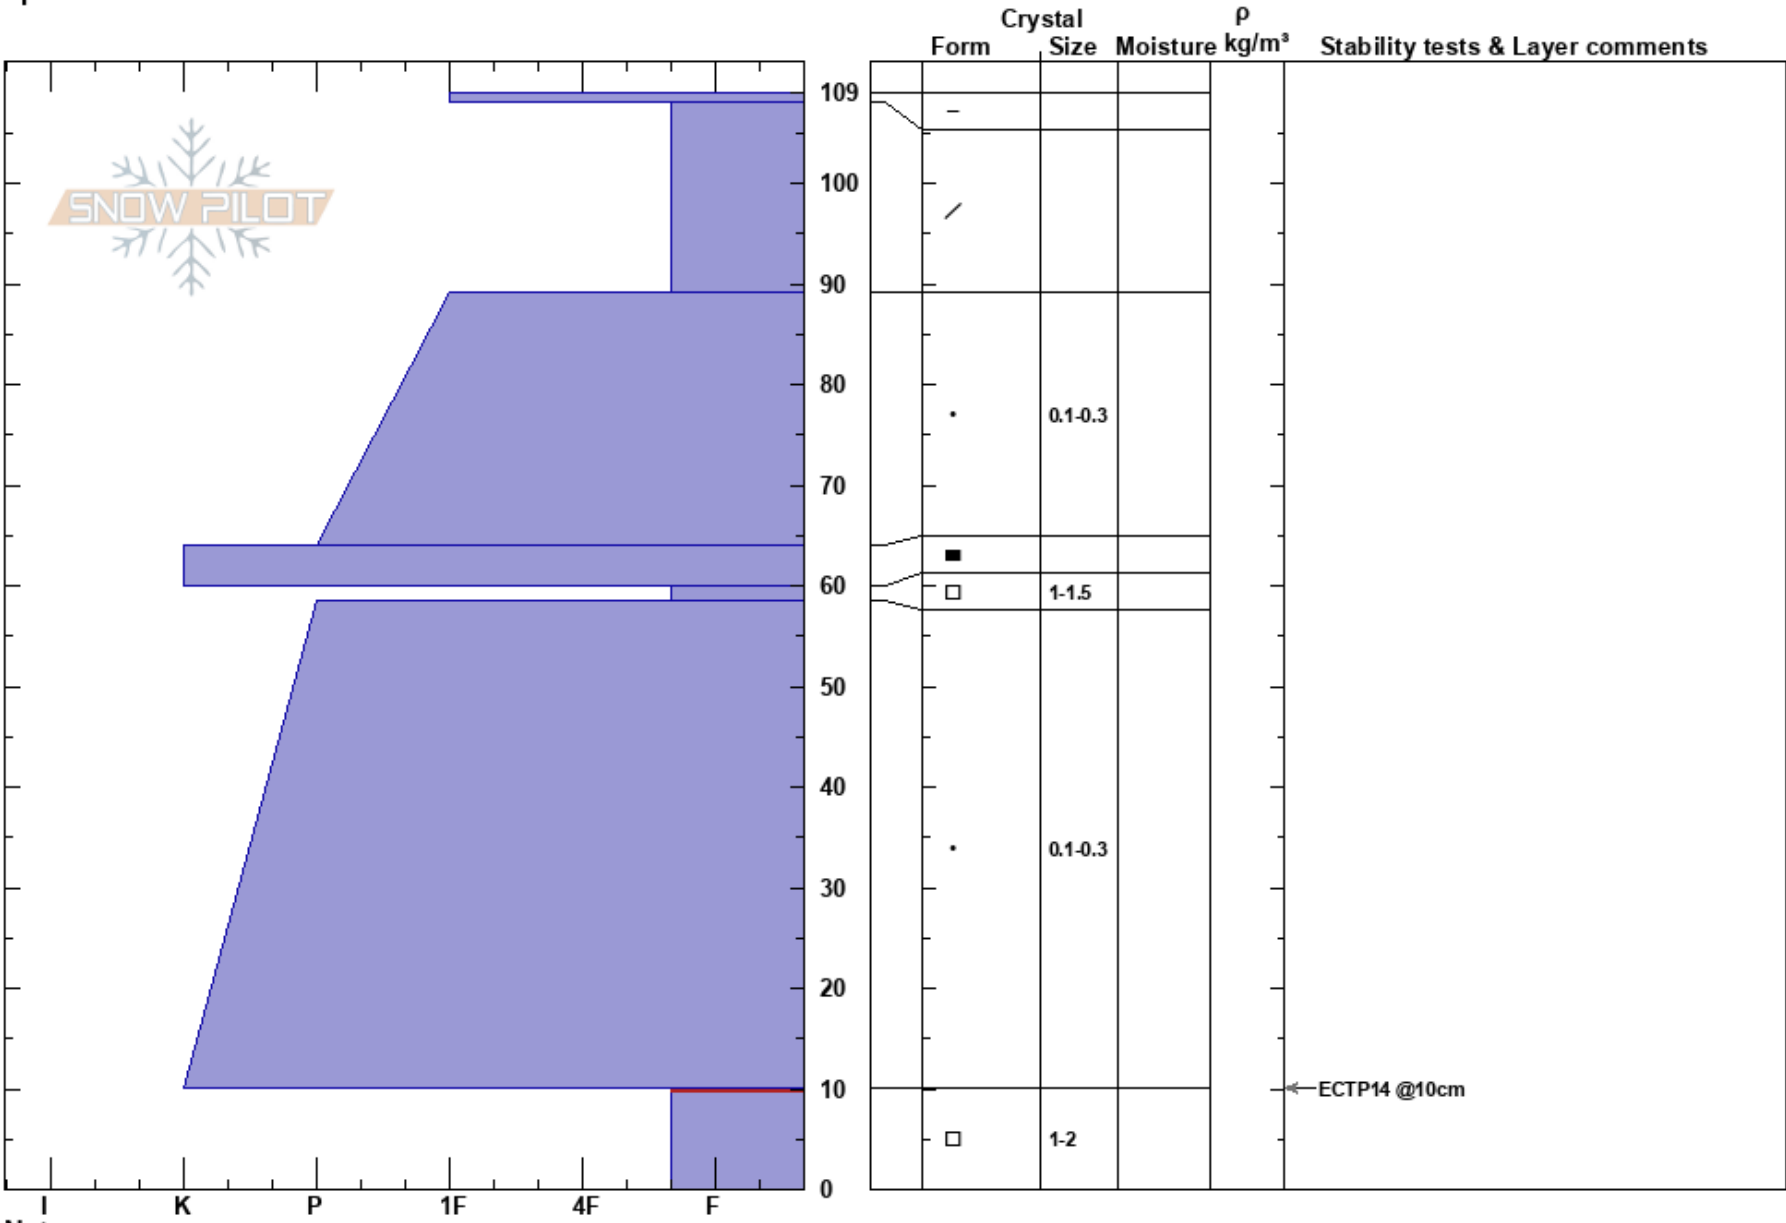 Crystal
ρ
Form
Size
Moisture
kg/m³
Stability tests & Layer comments
SNOW PILOT
109
100
90
80
0.1-0.3
70
60
1-1.5
50
40
0.1-0.3
30
20
10
ECTP14 @10cm
1-2
0
I K P 1F 4F F